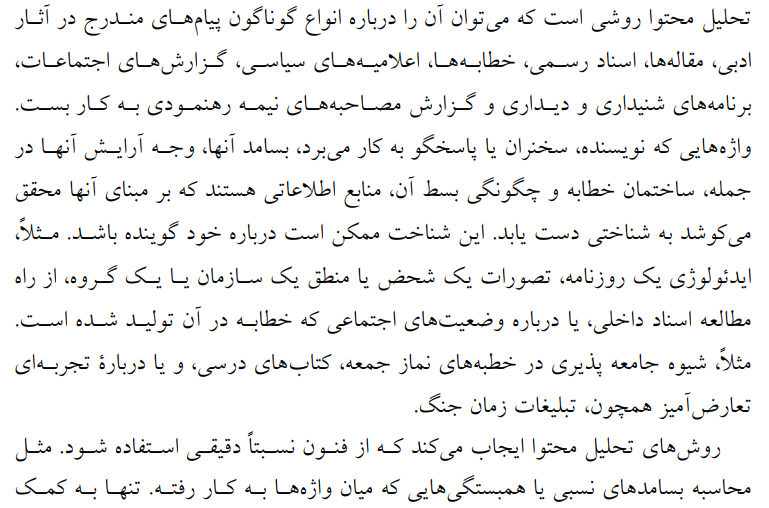 تحلیل محتوا روشی است که می‌توان آن را درباره انواع گوناگون پیام‌های مندرج در آثار
ادبی، مقاله‌ها، اسناد رسمی، خطابه‌ها، اعلامیه‌های سیاسی، گزارش‌های اجتماعات،
برنامه‌های شنیداری و دیداری و گزارش مصاحبه‌های نیمه رهنمودی به کار بست.
واژه‌هایی که نویسنده، سخنران یا پاسخگو به کار می‌برد، بسامد آنها، وجه آرایش آنها در
جمله، ساختمان خطابه و چگونگی بسط آن، منابع اطلاعاتی هستند که بر مبنای آنها محقق
می‌کوشد به شناختی دست یابد. این شناخت ممکن است درباره خود گوینده باشد. مثلاً،
ایدئولوژی یک روزنامه، تصورات یک شحض یا منطق یک سازمان یا یک گروه، از راه
مطالعه اسناد داخلی، یا درباره وضعیت‌های اجتماعی که خطابه در آن تولید شده است.
مثلاً، شیوه جامعه پذیری در خطبه‌های نماز جمعه، کتاب‌های درسی، و یا دربارهٔ تجربه‌ای
تعارض‌آمیز همچون، تبلیغات زمان جنگ.
روش‌های تحلیل محتوا ایجاب می‌کند که از فنون نسبتاً دقیقی استفاده شود. مثل
محاسبه بسامدهای نسبی یا همبستگی‌هایی که میان واژه‌ها به کار رفته. تنها به کمک